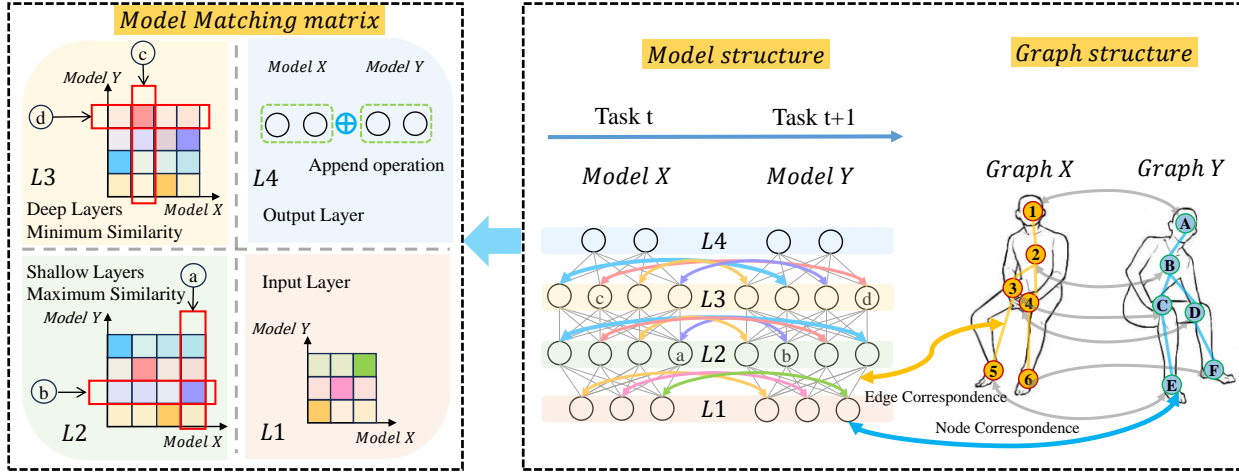 Model Matching matrix
c
Model Y
d
L3
Model X
Deep Layers
Minimum Similarity
Model X
Model Y
Append operation
L4
Output Layer
Shallow Layers
Maximum Similarity
a
Model Y
b
L2
Model X
Input Layer
Model Y
L1
Model X
Model structure
Graph structure
Task t
Task t+1
Model X
Model Y
L4
c
L3
d
a
L2
b
L1
Graph X
Graph Y
1
2
3
4
5
6
A
B
C
D
E
F
Edge Correspondence
Node Correspondence